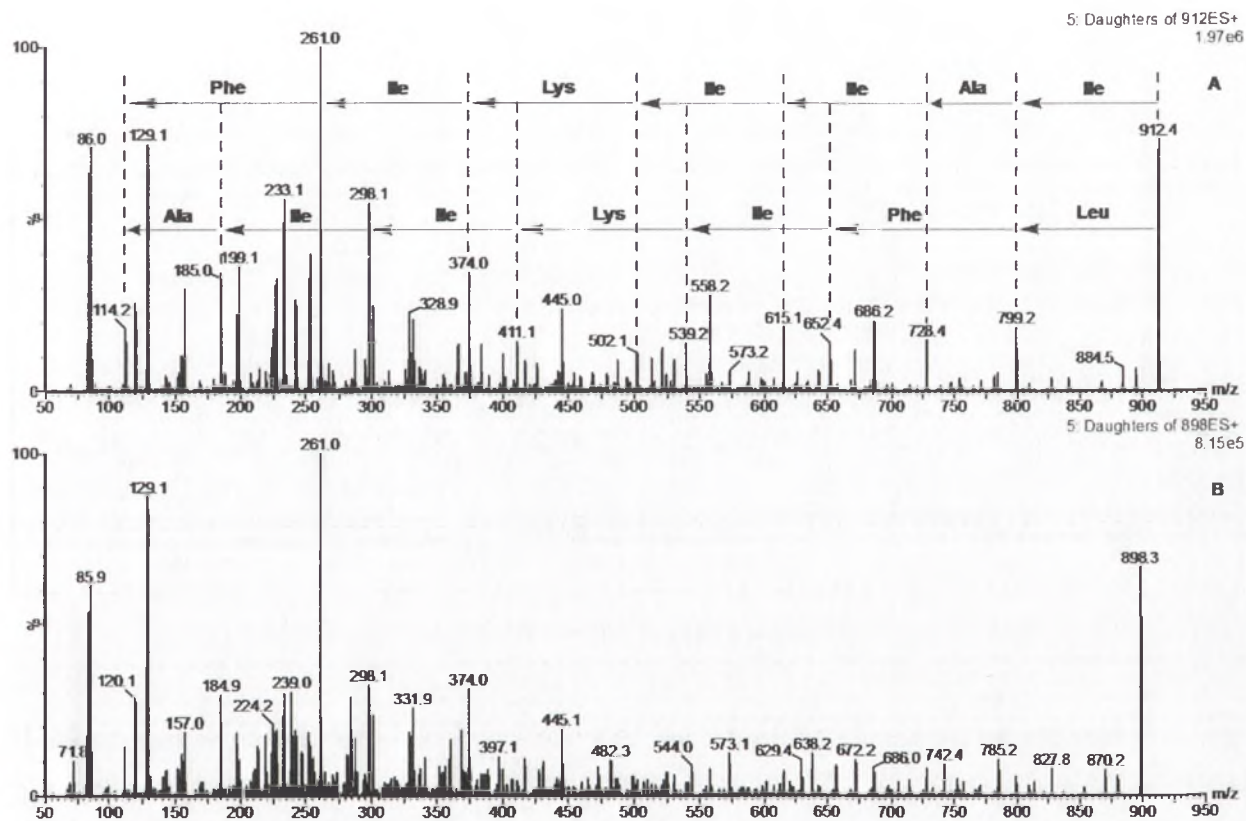 5: Daughters of 912ES+
1.97e6
100
261.0
Phe Ile Lys Ile Ile Ala Ile A
86.0 129.1 912.4
233.1 298.1
Ala Ile Ile Lys Ile Phe Leu
185.0 199.1 374.0
114.2 328.9 411.1 445.0 502.1 539.2 558.2 573.2 615.1 652.4 686.2 728.4 799.2 884.5
%
0
50 100 150 200 250 300 350 400 450 500 550 600 650 700 750 800 850 900 950 m/z
5: Daughters of 898ES+
8.15e5
100
261.0
B
129.1
898.3
85.9
%
120.1 184.9 239.0 298.1 374.0
224.2 331.9
157.0 445.1
71.8 397.1 482.3 544.0 573.1 629.4 638.2 672.2 686.0 742.4 785.2 827.8 870.2
0
50 100 150 200 250 300 350 400 450 500 550 600 650 700 750 800 850 900 950 m/z